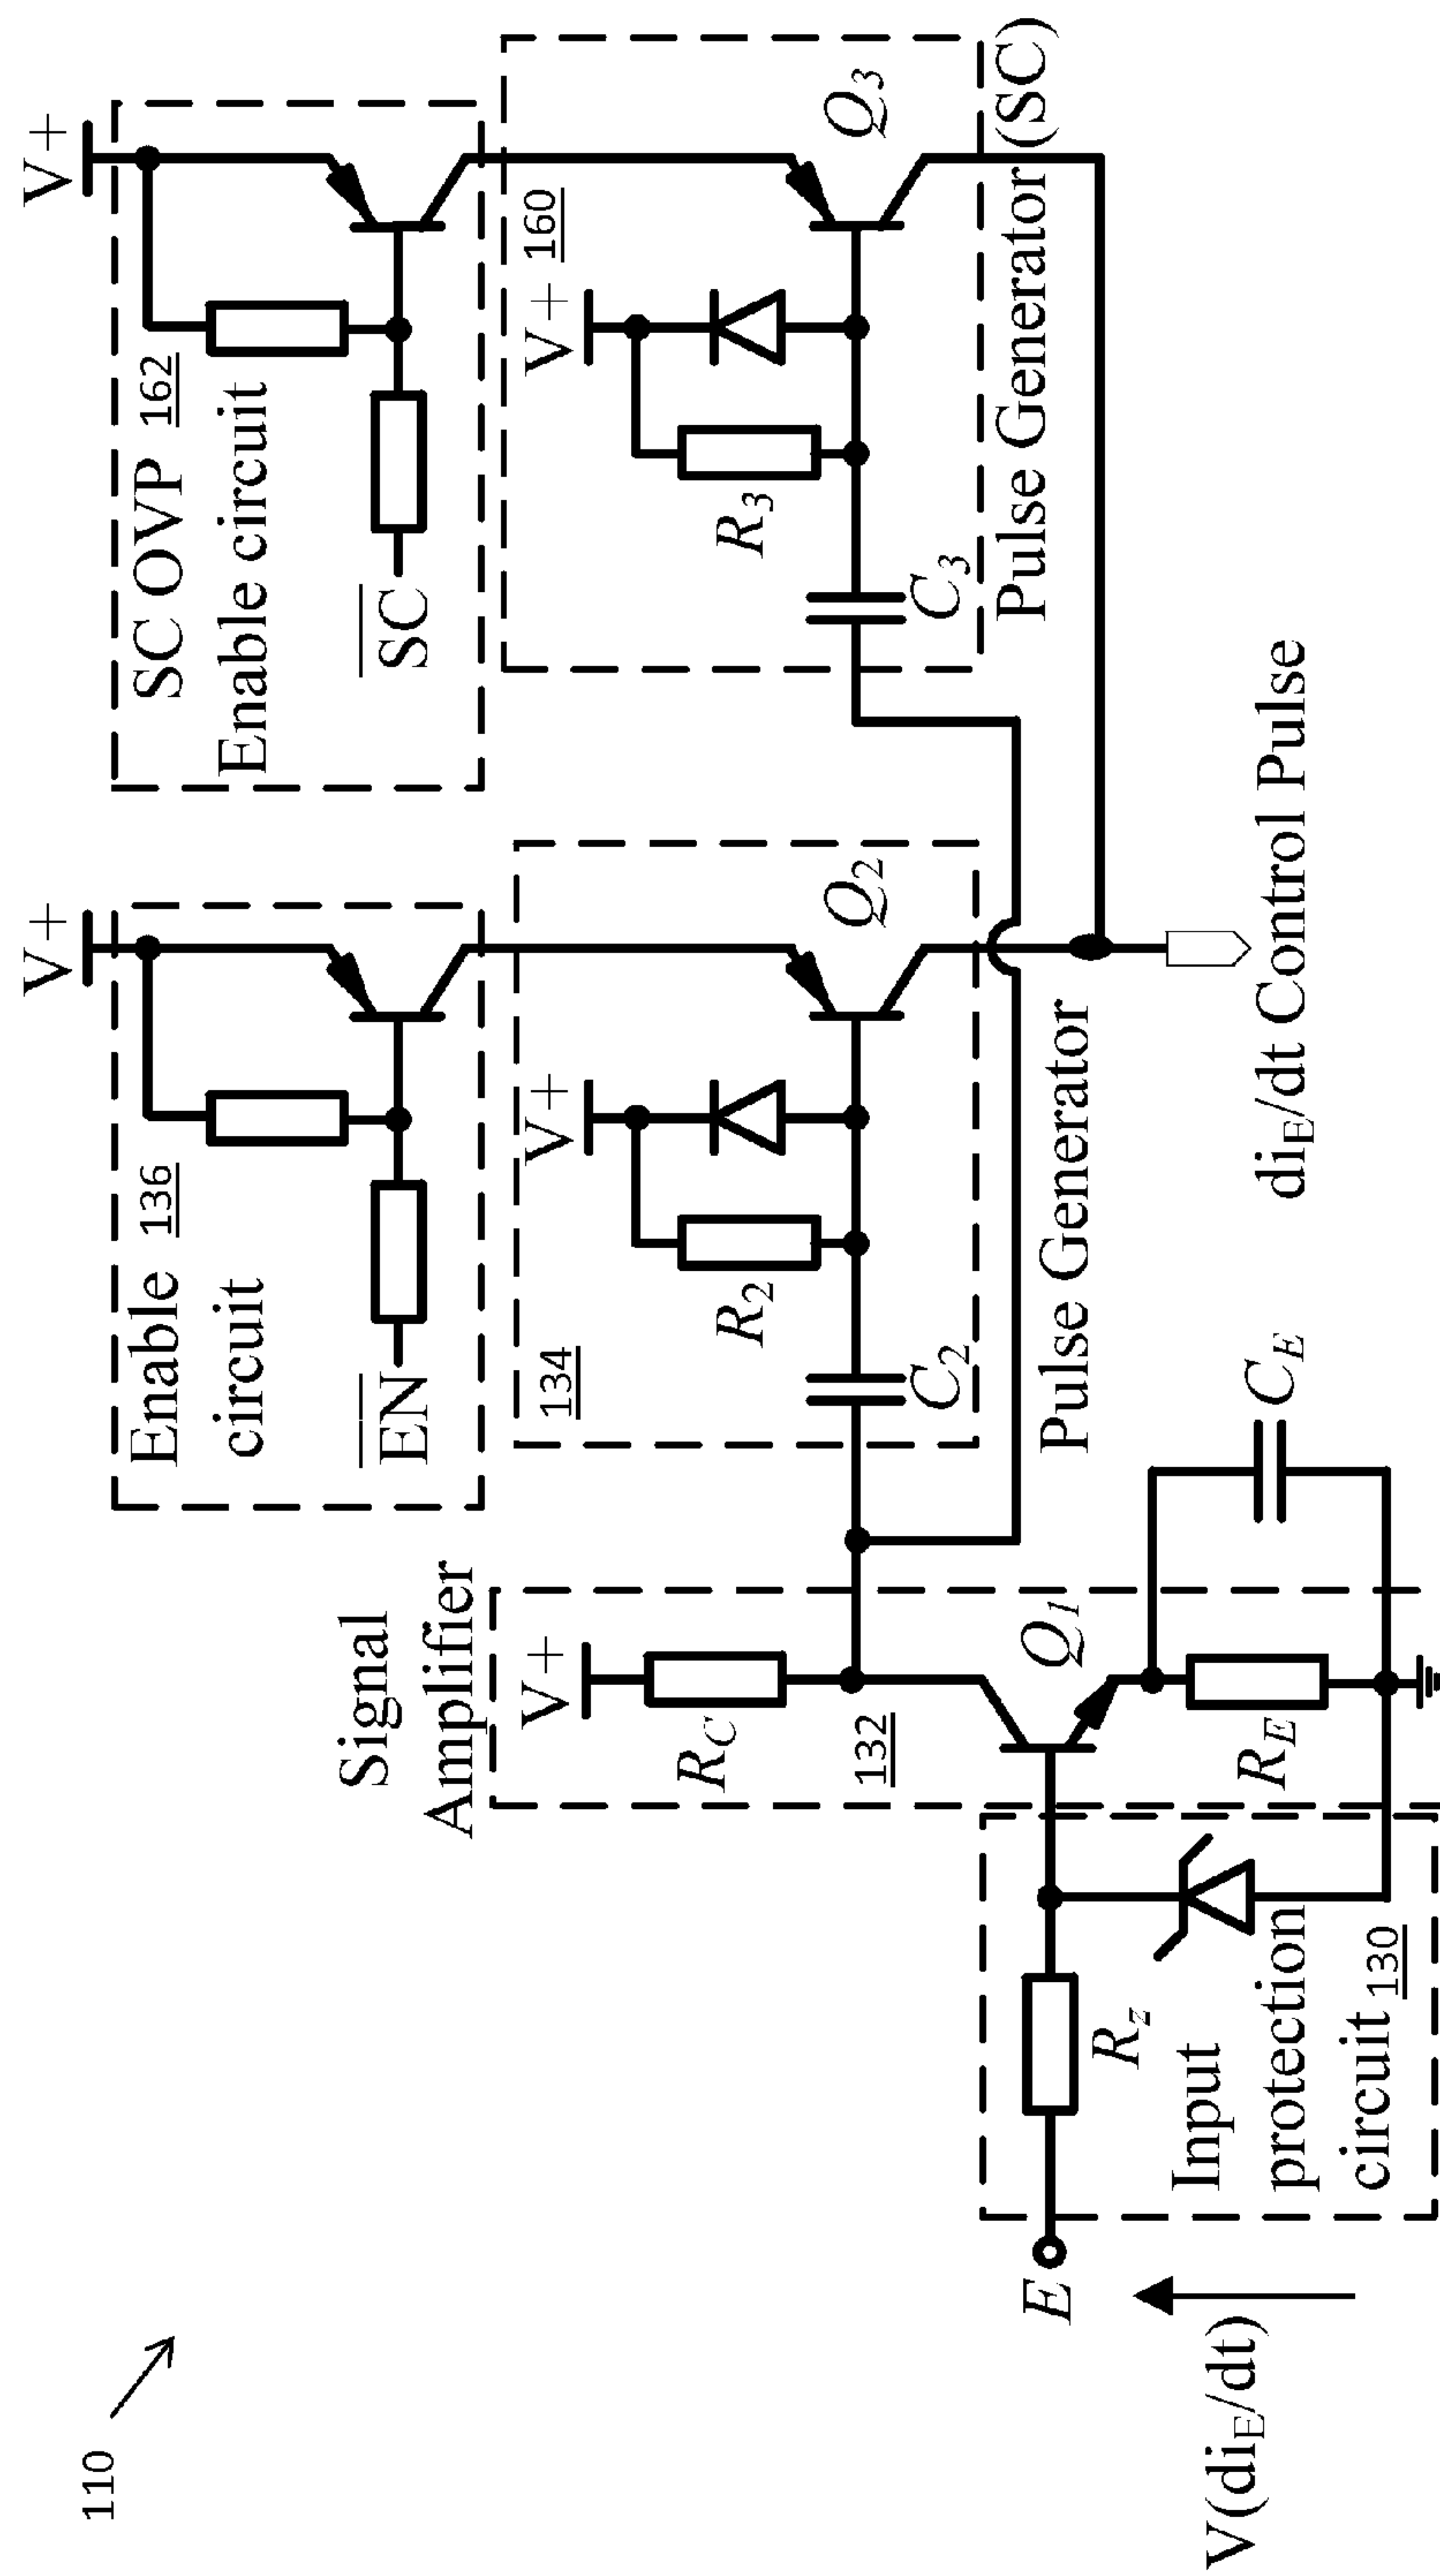 110
V(di_E/dt)
E
R_z
Input
protection
circuit 130
Signal
Amplifier
V+
R_C
132
Q_1
R_E
C_E
Enable 136
circuit
EN̅
V+
134
V+
R_2
C_2
Q_2
Pulse Generator
di_E/dt Control Pulse
SC OVP 162
Enable circuit
SC̅
V+
160
V+
R_3
C_3
Q_3
Pulse Generator (SC)